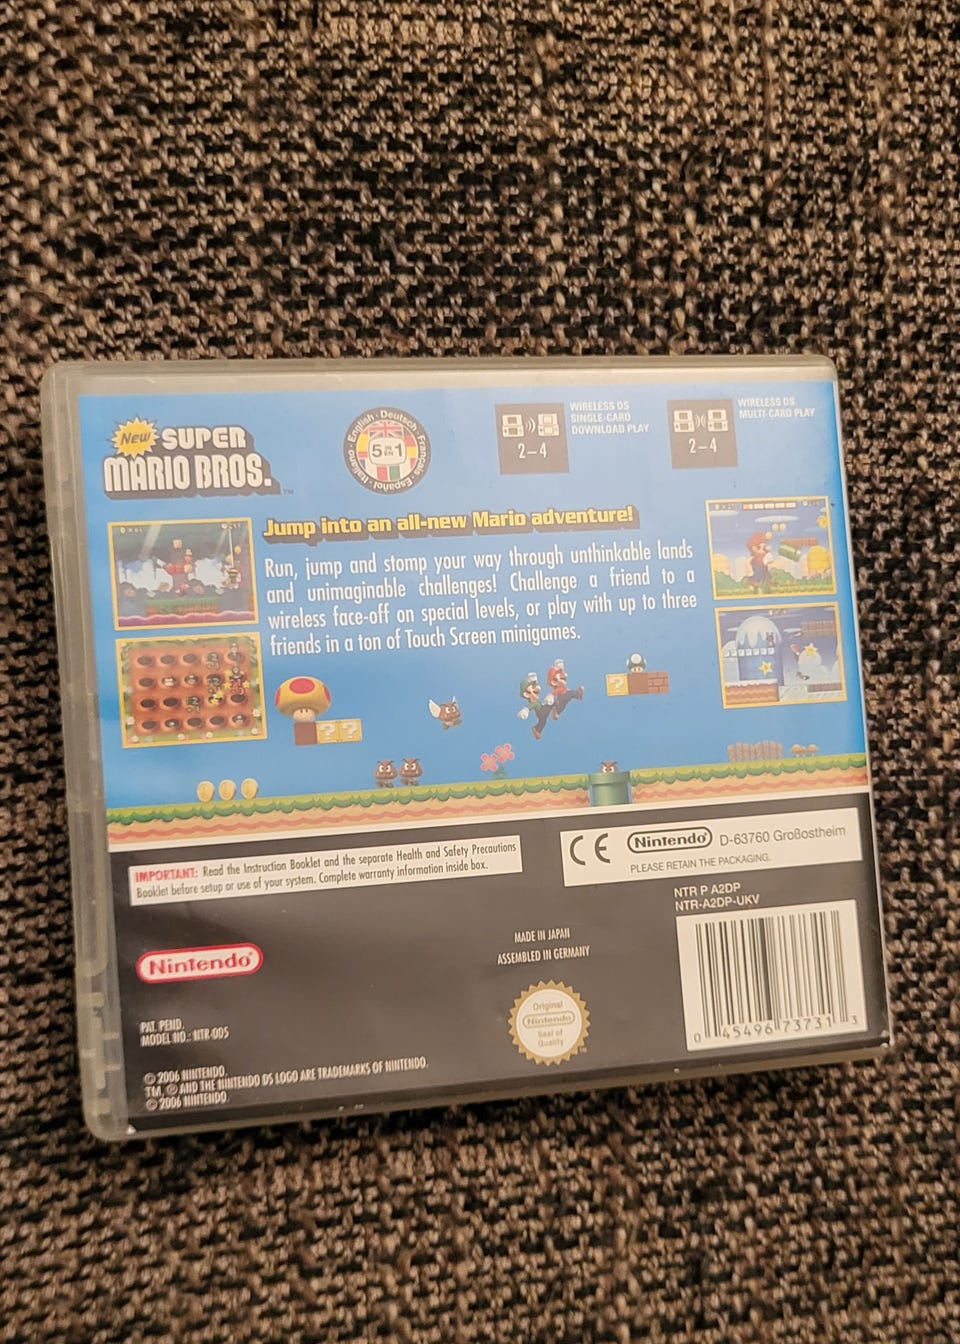 New SUPER
MARIO BROS.™
English · Deutsch · Français · Español · Italiano ·
5 IN EN 1
WIRELESS DS
SINGLE-CARD
DOWNLOAD PLAY
2–4
WIRELESS DS
MULTI-CARD PLAY
2–4
Jump into an all-new Mario adventure!
Run, jump and stomp your way through unthinkable lands
and unimaginable challenges! Challenge a friend to a
wireless face-off on special levels, or play with up to three
friends in a ton of Touch Screen minigames.
IMPORTANT: Read the Instruction Booklet and the separate Health and Safety Precautions
Booklet before setup or use of your system. Complete warranty information inside box.
CE Nintendo® D-63760 Großostheim
PLEASE RETAIN THE PACKAGING.
NTR P A2DP
NTR-A2DP-UKV
Nintendo®
MADE IN JAPAN
ASSEMBLED IN GERMANY
Original
Nintendo
Seal of
Quality
PAT. PEND.
MODEL NO.: NTR-005
0 45496 73731 3
© 2006 NINTENDO.
TM, ® AND THE NINTENDO DS LOGO ARE TRADEMARKS OF NINTENDO.
© 2006 NINTENDO.